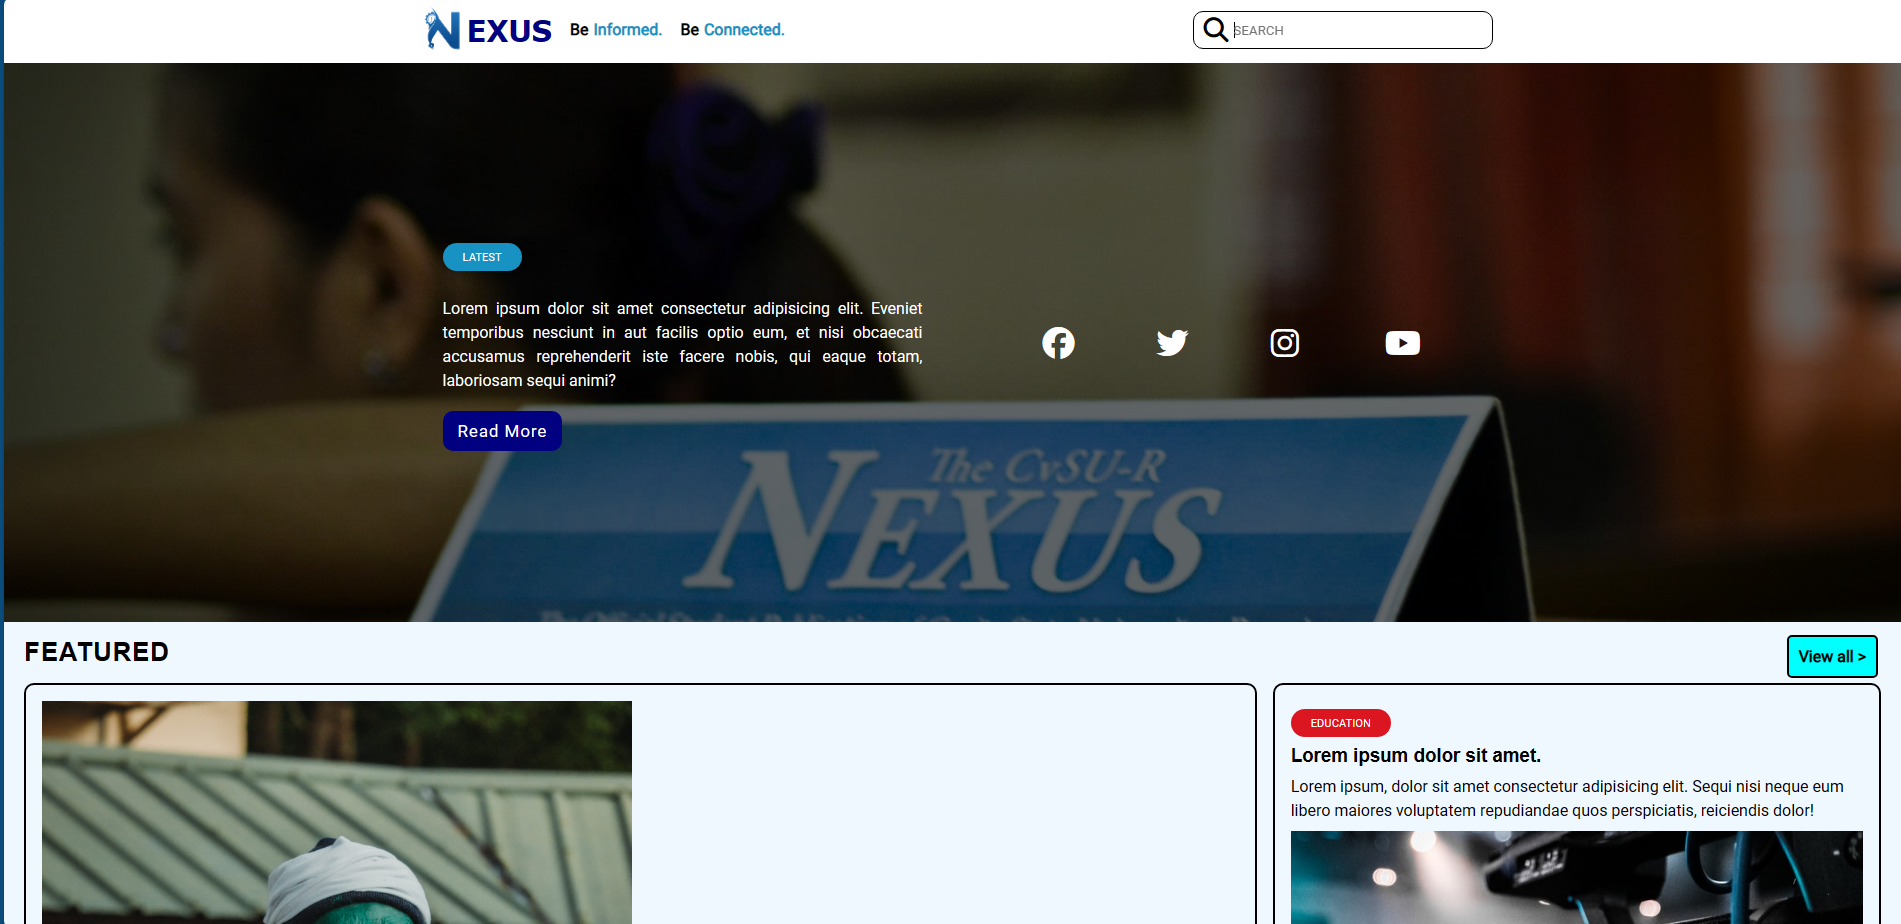 NEXUS Be Informed. Be Connected.
SEARCH
LATEST
Lorem ipsum dolor sit amet consectetur adipisicing elit. Eveniet
temporibus nesciunt in aut facilis optio eum, et nisi obcaecati
accusamus reprehenderit iste facere nobis, qui eaque totam,
laboriosam sequi animi?
Read More
The CvSU-R
NEXUS
FEATURED
View all >
EDUCATION
Lorem ipsum dolor sit amet.
Lorem ipsum, dolor sit amet consectetur adipisicing elit. Sequi nisi neque eum
libero maiores voluptatem repudiandae quos perspiciatis, reiciendis dolor!